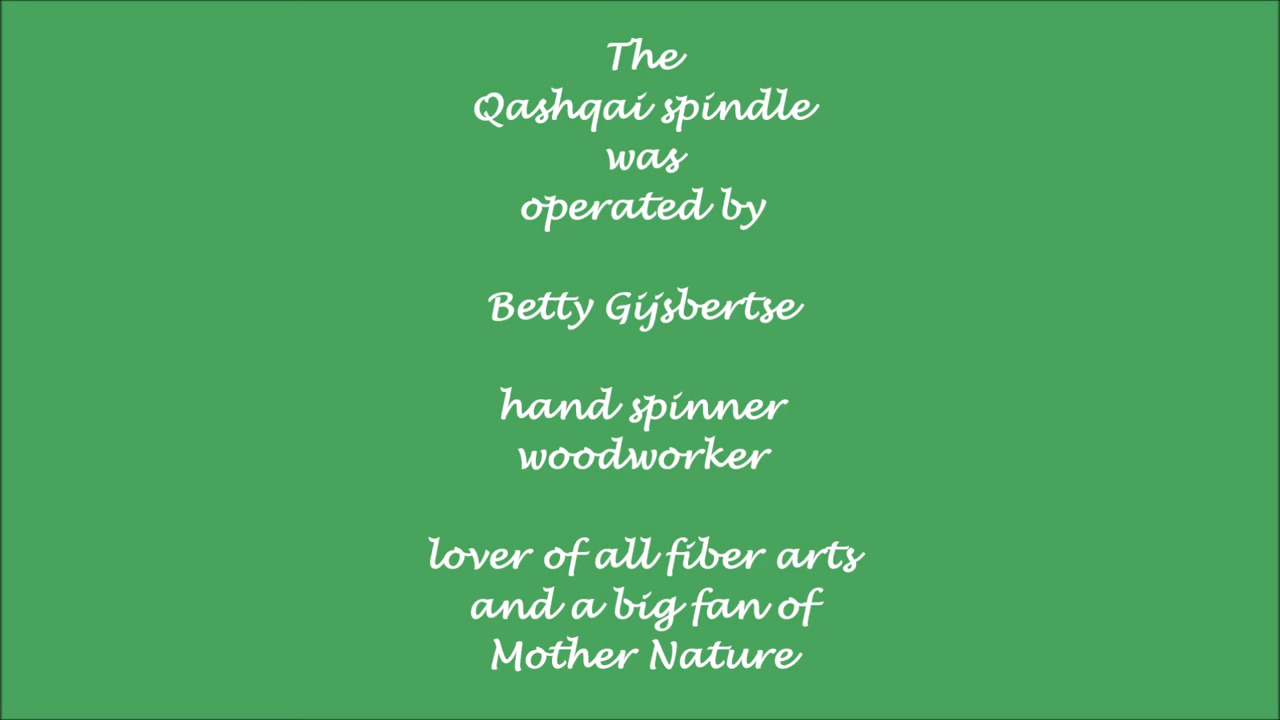 The
Qashqai spindle
was
operated by
Betty Gijsbertse
hand spinner
woodworker
lover of all fiber arts
and a big fan of
Mother Nature